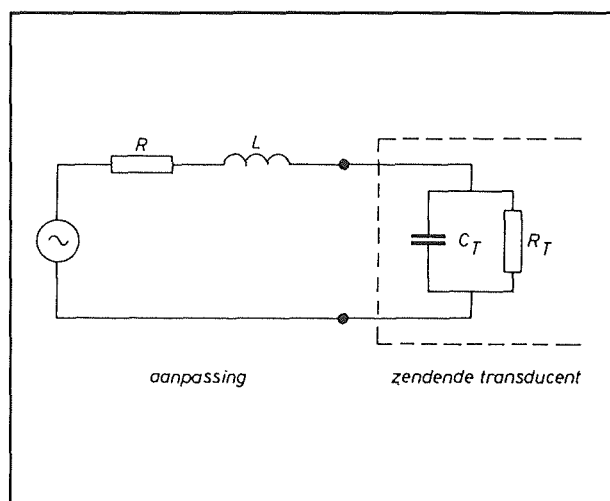 R
L
C_T
R_T
aanpassing
zendende transducent